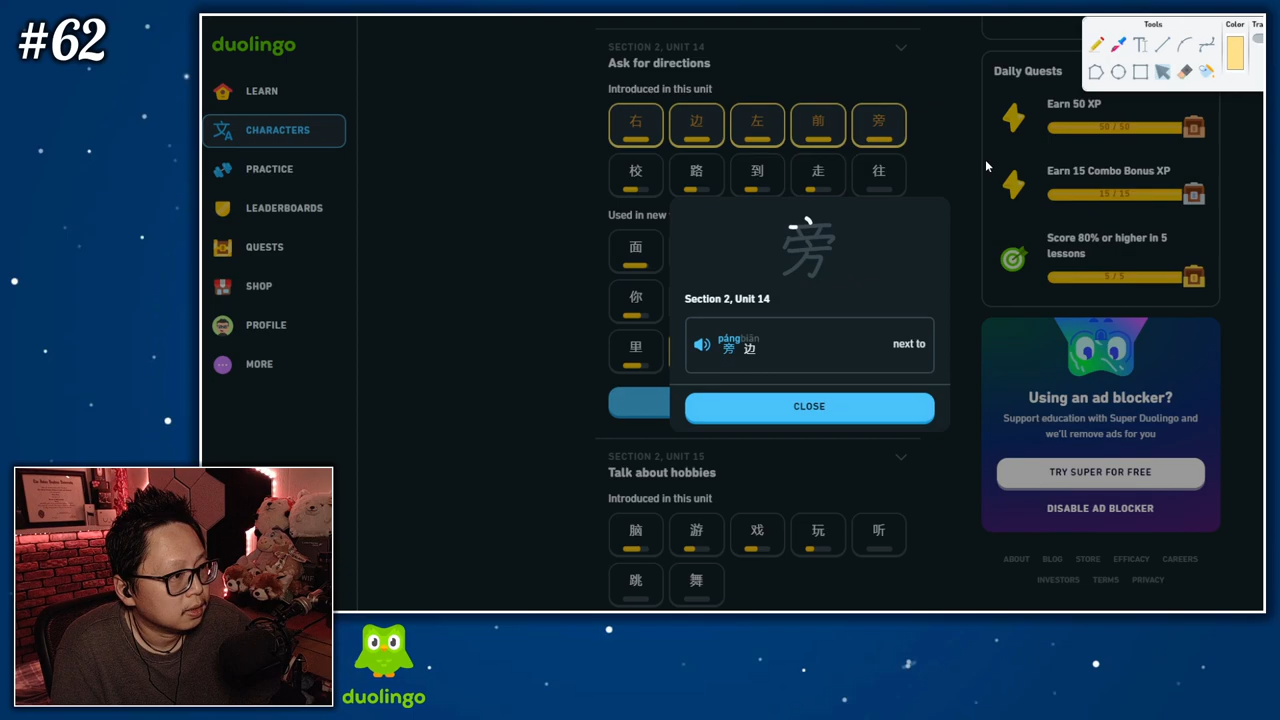 #62
duolingo
LEARN
CHARACTERS
PRACTICE
LEADERBOARDS
QUESTS
SHOP
PROFILE
MORE
SECTION 2, UNIT 14
Ask for directions
Introduced in this unit
右 边 左 前 旁
校 路 到 走 往
Used in new
面
你
里
旁
Section 2, Unit 14
pángbiān
旁 边
next to
CLOSE
SECTION 2, UNIT 15
Talk about hobbies
Introduced in this unit
脑 游 戏 玩 听
跳 舞
Tools
Color
Daily Quests
Earn 50 XP
50 / 50
Earn 15 Combo Bonus XP
15 / 15
Score 80% or higher in 5
lessons
5 / 5
Using an ad blocker?
Support education with Super Duolingo and
we'll remove ads for you
TRY SUPER FOR FREE
DISABLE AD BLOCKER
ABOUT BLOG STORE EFFICACY CAREERS
INVESTORS TERMS PRIVACY
duolingo